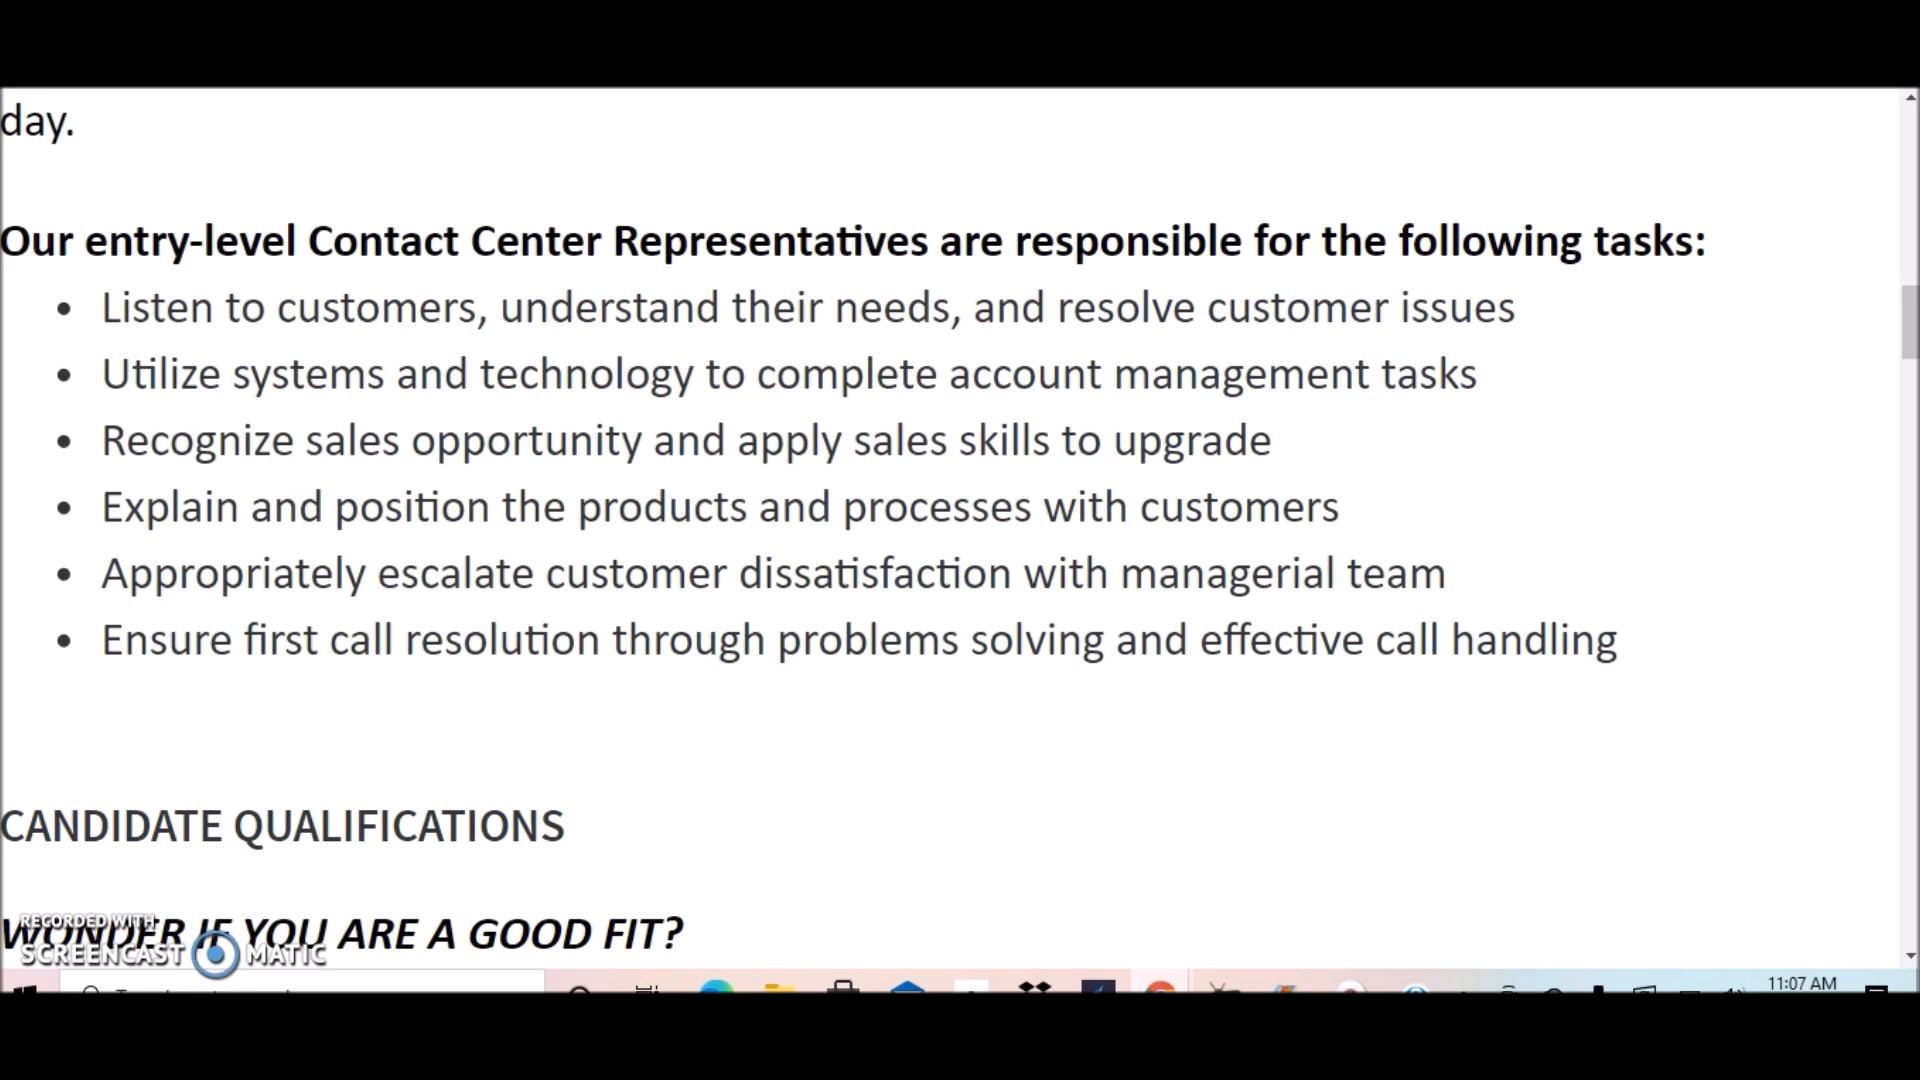 day.
Our entry-level Contact Center Representatives are responsible for the following tasks:
• Listen to customers, understand their needs, and resolve customer issues
• Utilize systems and technology to complete account management tasks
• Recognize sales opportunity and apply sales skills to upgrade
• Explain and position the products and processes with customers
• Appropriately escalate customer dissatisfaction with managerial team
• Ensure first call resolution through problems solving and effective call handling
CANDIDATE QUALIFICATIONS
WONDER IF YOU ARE A GOOD FIT?
RECORDED WITH
SCREENCAST MATIC
11:07 AM